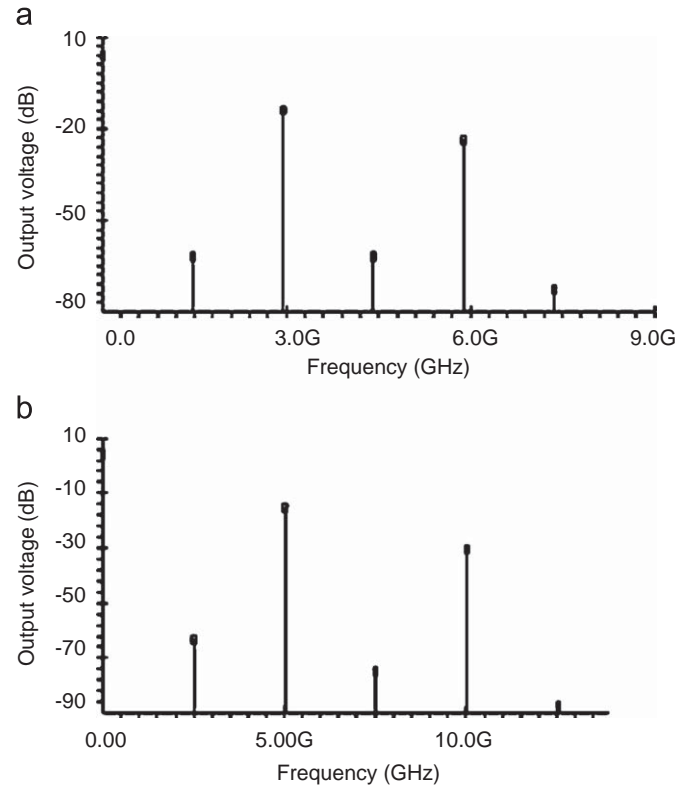 a
10
-20
-50
-80
Output voltage (dB)
0.0 3.0G 6.0G 9.0G
Frequency (GHz)
b
10
-10
-30
-50
-70
-90
Output voltage (dB)
0.00 5.00G 10.0G
Frequency (GHz)